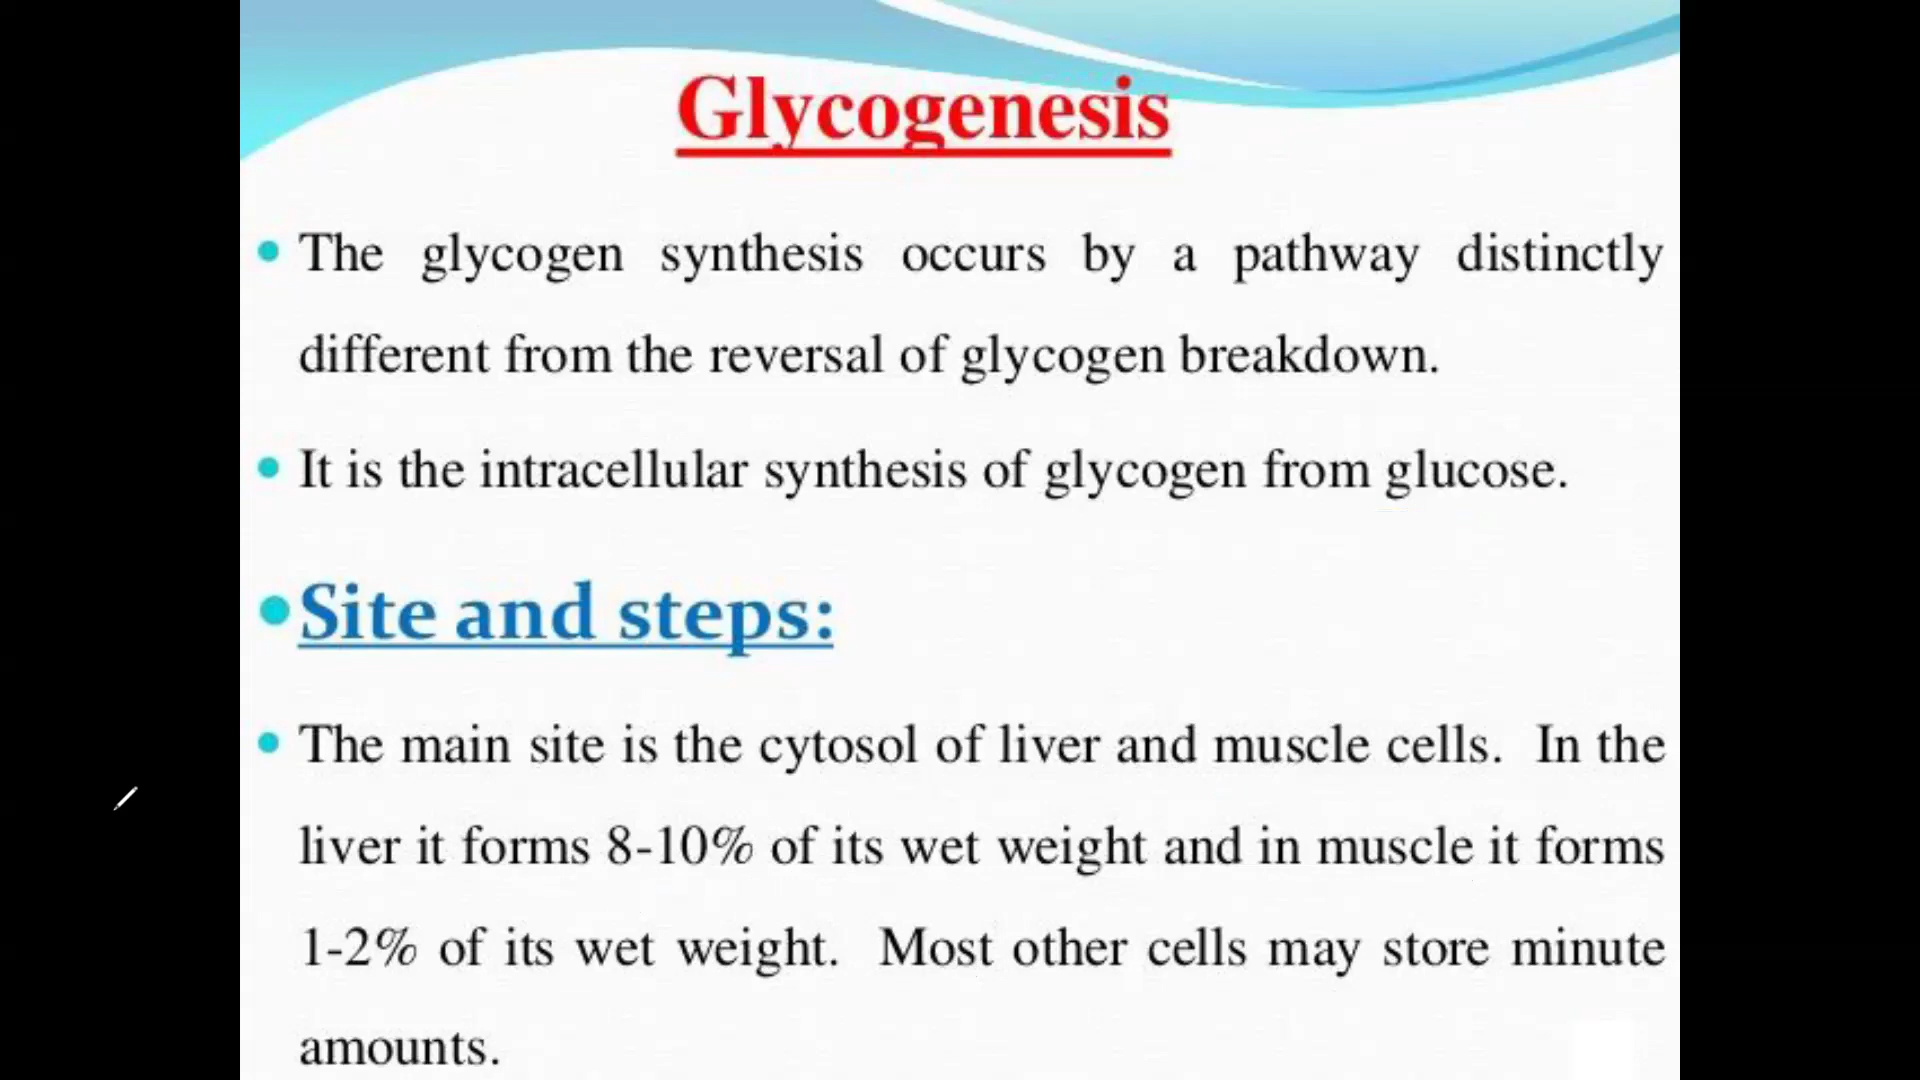 Glycogenesis
The glycogen synthesis occurs by a pathway distinctly
different from the reversal of glycogen breakdown.
It is the intracellular synthesis of glycogen from glucose.
Site and steps:
The main site is the cytosol of liver and muscle cells. In the
liver it forms 8-10% of its wet weight and in muscle it forms
1-2% of its wet weight. Most other cells may store minute
amounts.